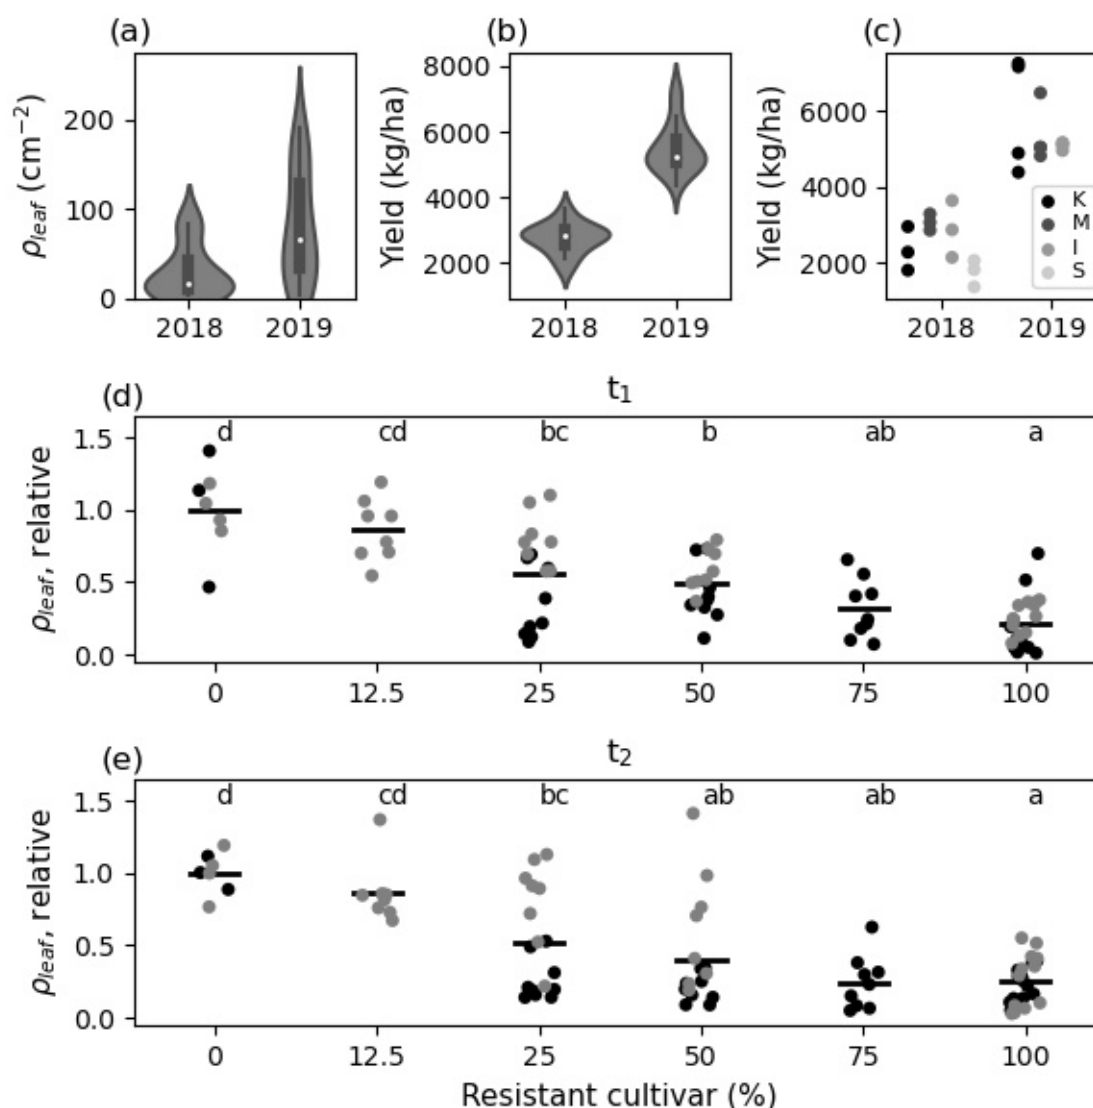 (a)
(b)
(c)
ρleaf (cm⁻²)
200
100
0
2018 2019
Yield (kg/ha)
8000
6000
4000
2000
2018 2019
Yield (kg/ha)
6000
4000
2000
K
M
I
S
2018 2019
(d)
t₁
ρleaf, relative
1.5
1.0
0.5
0.0
d cd bc b ab a
0 12.5 25 50 75 100
(e)
t₂
ρleaf, relative
1.5
1.0
0.5
0.0
d cd bc ab ab a
0 12.5 25 50 75 100
Resistant cultivar (%)